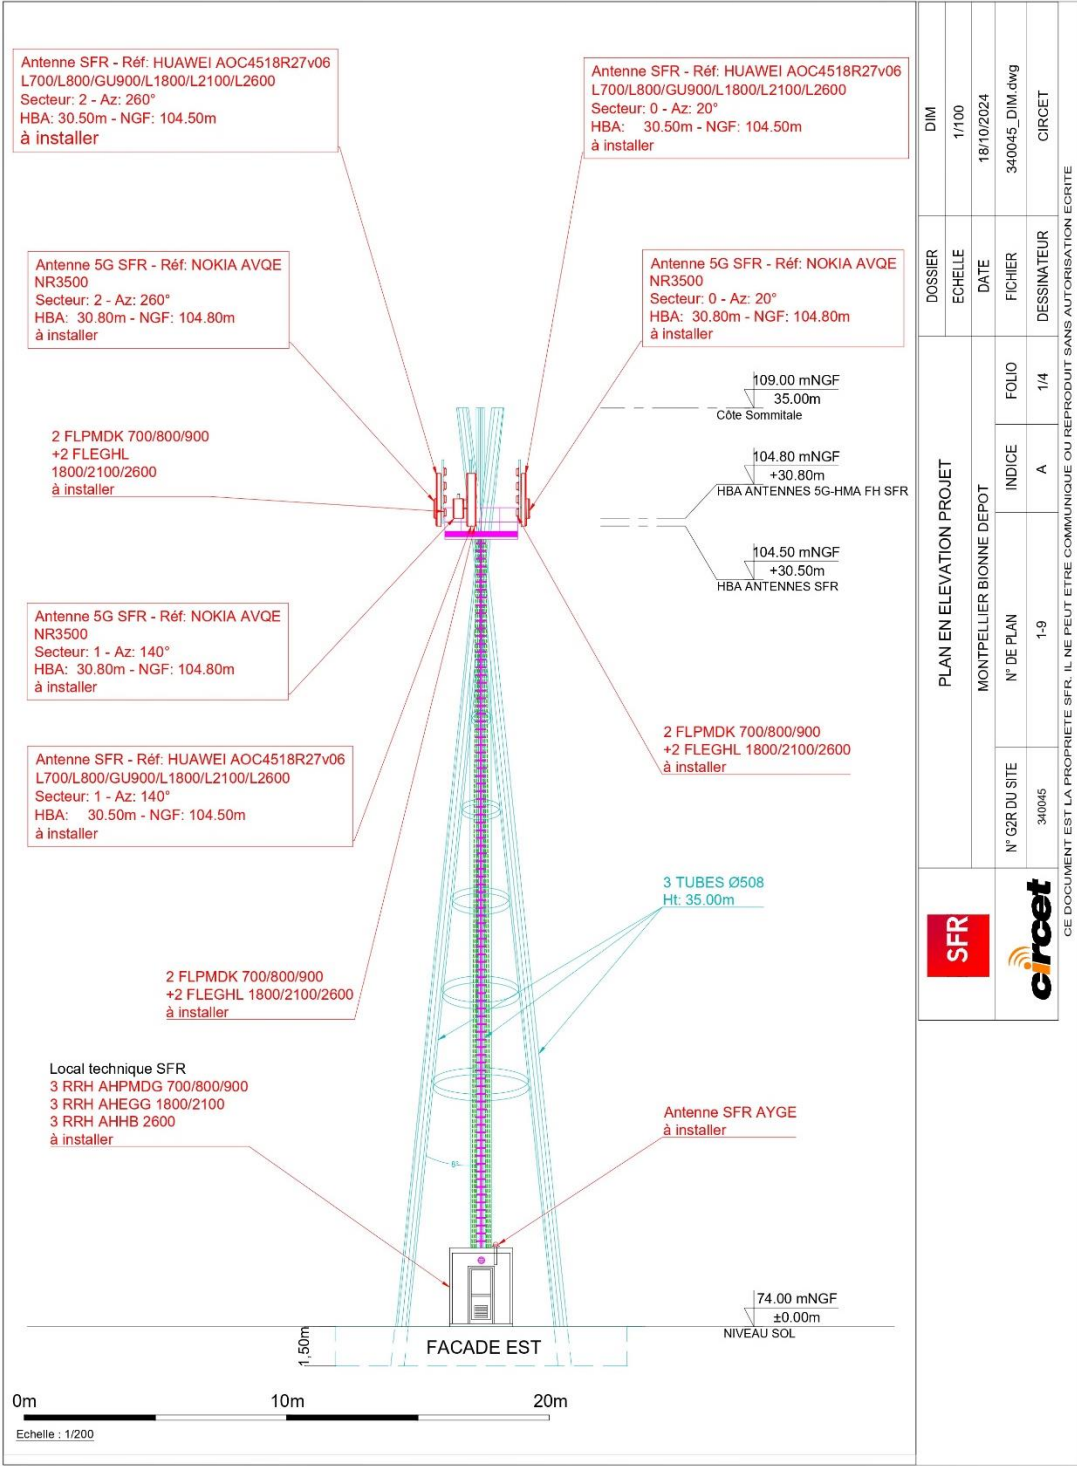 Antenne SFR - Réf: HUAWEI AOC4518R27v06
L700/L800/GU900/L1800/L2100/L2600
Secteur: 2 - Az: 260°
HBA: 30.50m - NGF: 104.50m
à installer
Antenne SFR - Réf: HUAWEI AOC4518R27v06
L700/L800/GU900/L1800/L2100/L2600
Secteur: 0 - Az: 20°
HBA: 30.50m - NGF: 104.50m
à installer
Antenne 5G SFR - Réf: NOKIA AVQE
NR3500
Secteur: 2 - Az: 260°
HBA: 30.80m - NGF: 104.80m
à installer
Antenne 5G SFR - Réf: NOKIA AVQE
NR3500
Secteur: 0 - Az: 20°
HBA: 30.80m - NGF: 104.80m
à installer
109.00 mNGF
35.00m
Côte Sommitale
2 FLPMDK 700/800/900
+2 FLEGHL
1800/2100/2600
à installer
104.80 mNGF
+30.80m
HBA ANTENNES 5G-HMA FH SFR
104.50 mNGF
+30.50m
HBA ANTENNES SFR
Antenne 5G SFR - Réf: NOKIA AVQE
NR3500
Secteur: 1 - Az: 140°
HBA: 30.80m - NGF: 104.80m
à installer
2 FLPMDK 700/800/900
+2 FLEGHL 1800/2100/2600
à installer
Antenne SFR - Réf: HUAWEI AOC4518R27v06
L700/L800/GU900/L1800/L2100/L2600
Secteur: 1 - Az: 140°
HBA: 30.50m - NGF: 104.50m
à installer
3 TUBES Ø508
Ht: 35.00m
2 FLPMDK 700/800/900
+2 FLEGHL 1800/2100/2600
à installer
Local technique SFR
3 RRH AHPMDG 700/800/900
3 RRH AHEGG 1800/2100
3 RRH AHHB 2600
à installer
Antenne SFR AYGE
à installer
6°
74.00 mNGF
±0.00m
NIVEAU SOL
1,50m
FACADE EST
0m 10m 20m
Echelle : 1/200
SFR
circet
PLAN EN ELEVATION PROJET
MONTPELLIER BIONNE DEPOT
N° G2R DU SITE
340045
N° DE PLAN
1-9
INDICE
A
FOLIO
1/4
DOSSIER
DIM
ECHELLE
1/100
DATE
18/10/2024
FICHIER
340045_DIM.dwg
DESSINATEUR
CIRCET
CE DOCUMENT EST LA PROPRIETE SFR. IL NE PEUT ETRE COMMUNIQUE OU REPRODUIT SANS AUTORISATION ECRITE